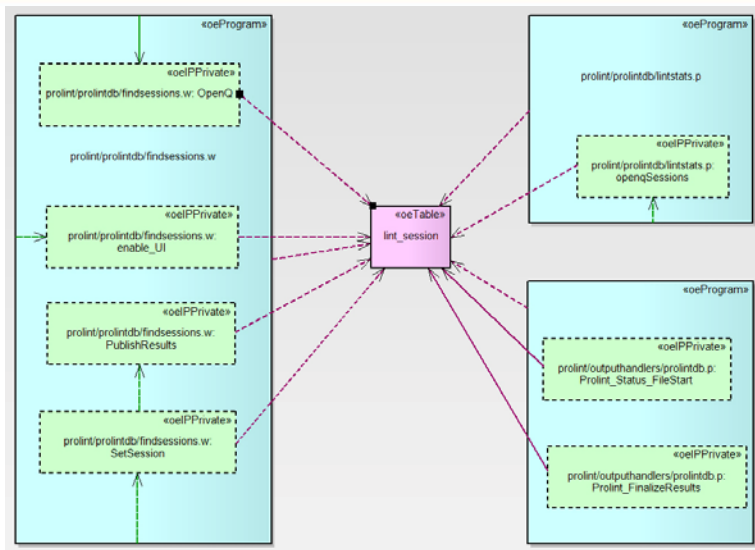 «oeProgram»
«oeIPPrivate»
prolint/prolintdb/findsessions.w: OpenQ
prolint/prolintdb/findsessions.w
«oeIPPrivate»
prolint/prolintdb/findsessions.w:
enable_UI
«oeIPPrivate»
prolint/prolintdb/findsessions.w:
PublishResults
«oeIPPrivate»
prolint/prolintdb/findsessions.w:
SetSession
«oeTable»
lint_session
«oeProgram»
prolint/prolintdb/lintstats.p
«oeIPPrivate»
prolint/prolintdb/lintstats.p:
openqSessions
«oeProgram»
«oeIPPrivate»
prolint/outputhandlers/prolintdb.p:
Prolint_Status_FileStart
«oeIPPrivate»
prolint/outputhandlers/prolintdb.p:
Prolint_FinalizeResults